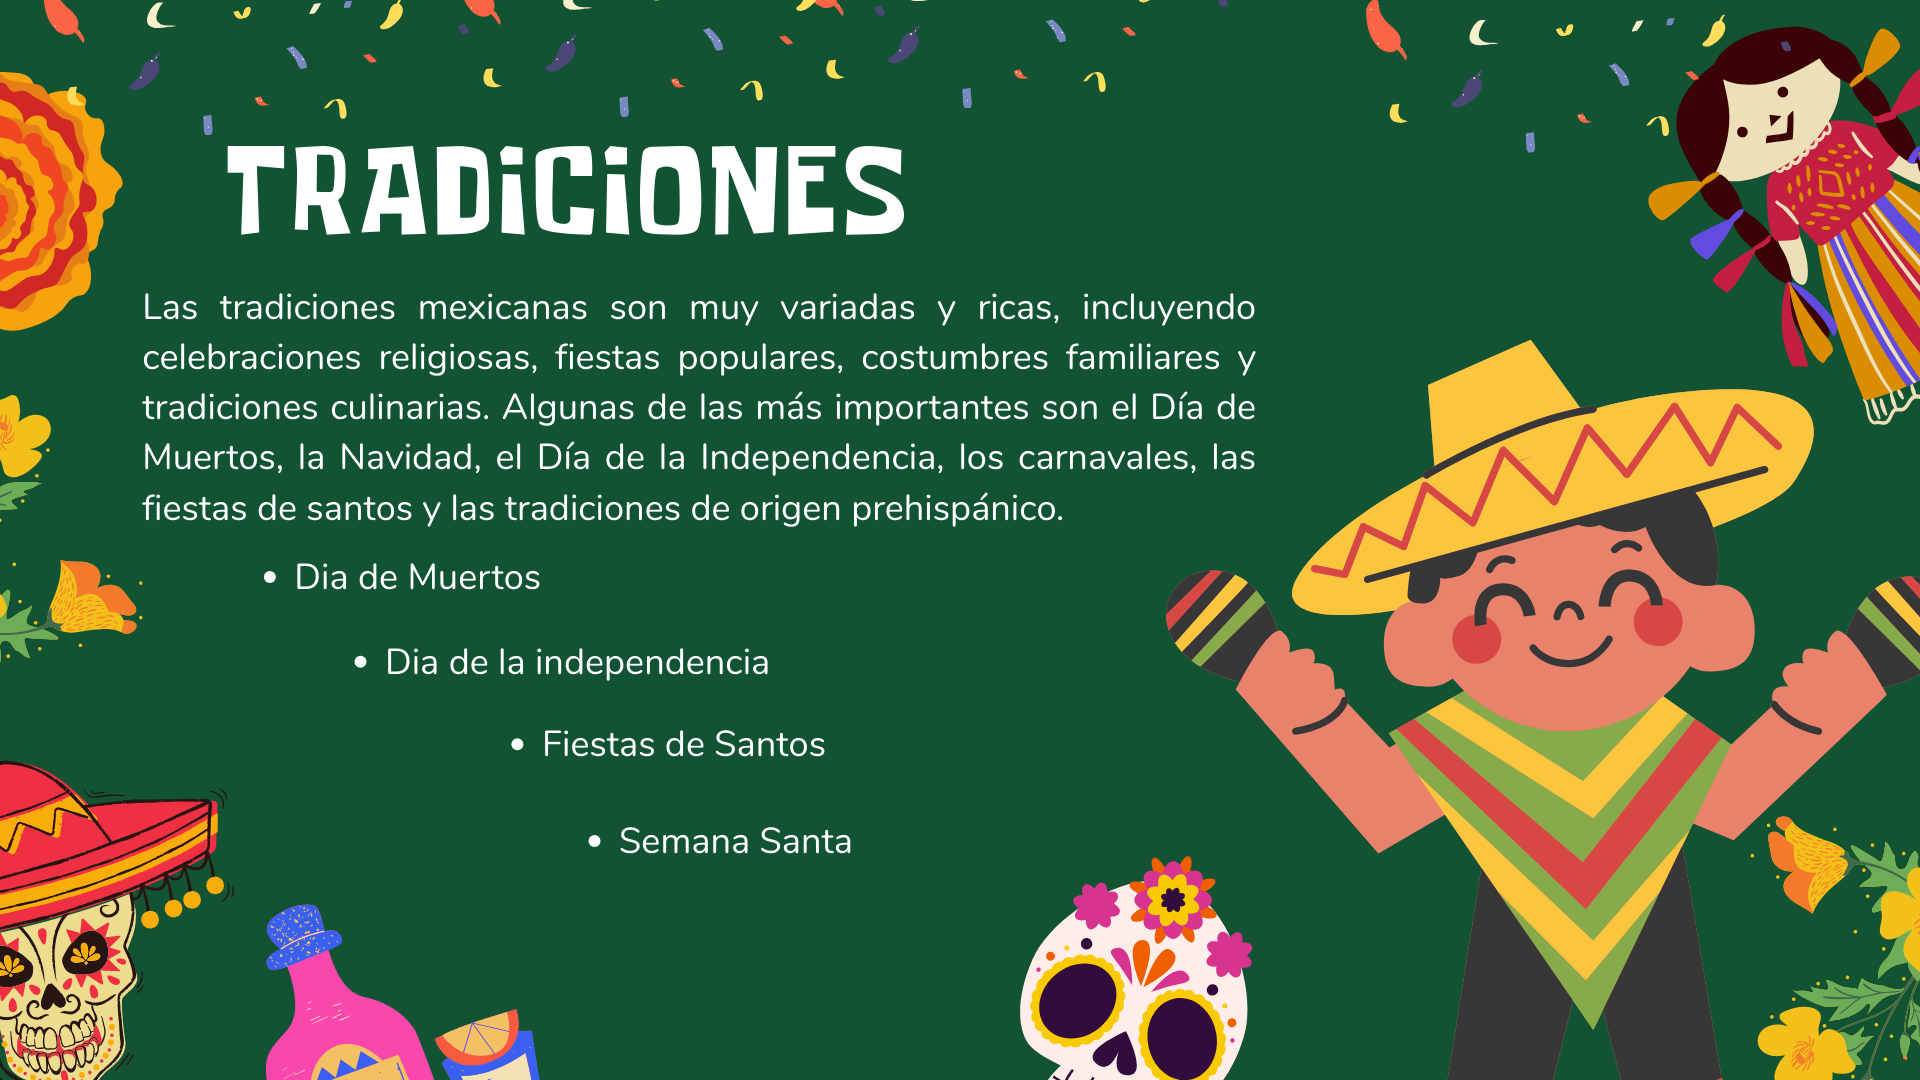 TRADiCiONES
Las tradiciones mexicanas son muy variadas y ricas, incluyendo
celebraciones religiosas, fiestas populares, costumbres familiares y
tradiciones culinarias. Algunas de las más importantes son el Día de
Muertos, la Navidad, el Día de la Independencia, los carnavales, las
fiestas de santos y las tradiciones de origen prehispánico.
• Dia de Muertos
• Dia de la independencia
• Fiestas de Santos
• Semana Santa